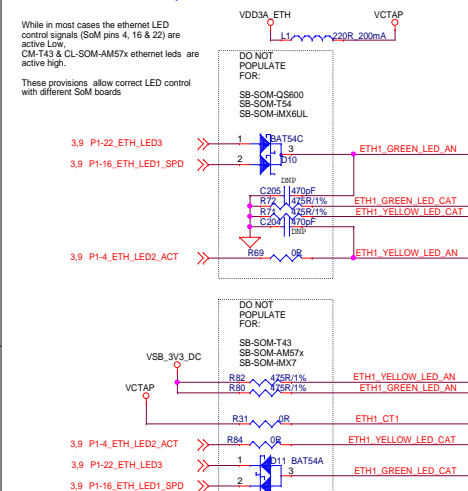 While in most cases the ethernet LED
control signals (SoM pins 4, 16 & 22) are
active Low,
CM-T43 & CL-SOM-AM57x ethernet leds are
active high.
These provisions allow correct LED control
with different SoM boards
VDD3A_ETH
VCTAP
L1
220R_200mA
DO NOT
POPULATE
FOR:
SB-SOM-QS600
SB-SOM-T54
SB-SOM-iMX6UL
3,9 P1-22_ETH_LED3
1
BAT54C
3
ETH1_GREEN_LED_AN
3,9 P1-16_ETH_LED1_SPD
2
D10
DNP
C205
470pF
R72
475R/1%
ETH1_GREEN_LED_CAT
R71
475R/1%
ETH1_YELLOW_LED_CAT
C204
470pF
DNP
3,9 P1-4_ETH_LED2_ACT
R69
0R
ETH1_YELLOW_LED_AN
DO NOT
POPULATE
FOR:
SB-SOM-T43
SB-SOM-AM57x
SB-SOM-iMX7
VSB_3V3_DC
R82
475R/1%
ETH1_YELLOW_LED_AN
R80
475R/1%
ETH1_GREEN_LED_AN
VCTAP
R31
0R
ETH1_CT1
3,9 P1-4_ETH_LED2_ACT
R84
0R
ETH1_YELLOW_LED_CAT
3,9 P1-22_ETH_LED3
1
D11 BAT54A
3
ETH1_GREEN_LED_CAT
3,9 P1-16_ETH_LED1_SPD
2